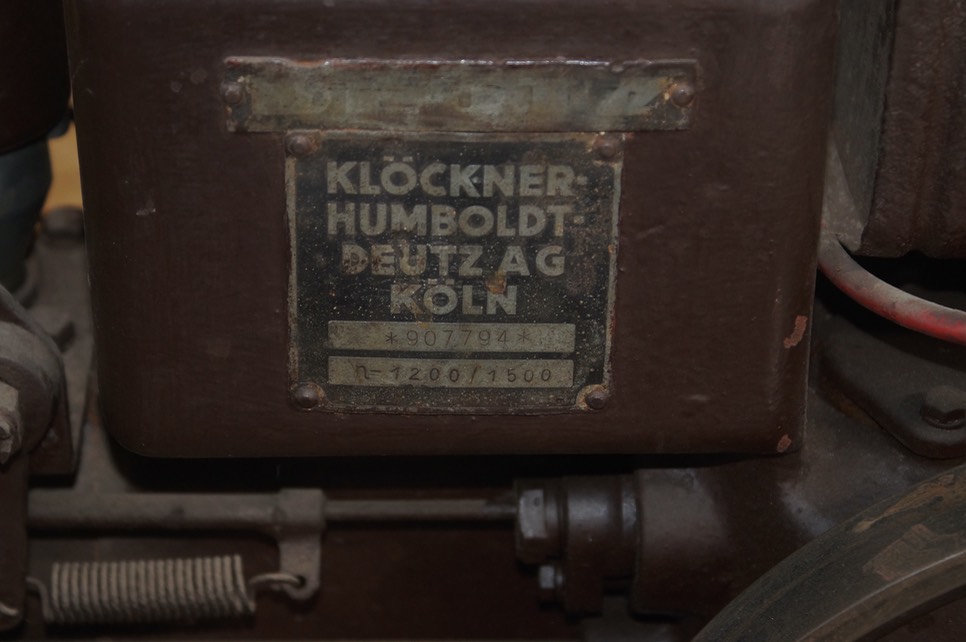 KLÖCKNER-
HUMBOLDT-
DEUTZ AG
KÖLN
*907794*
n-1200/1500